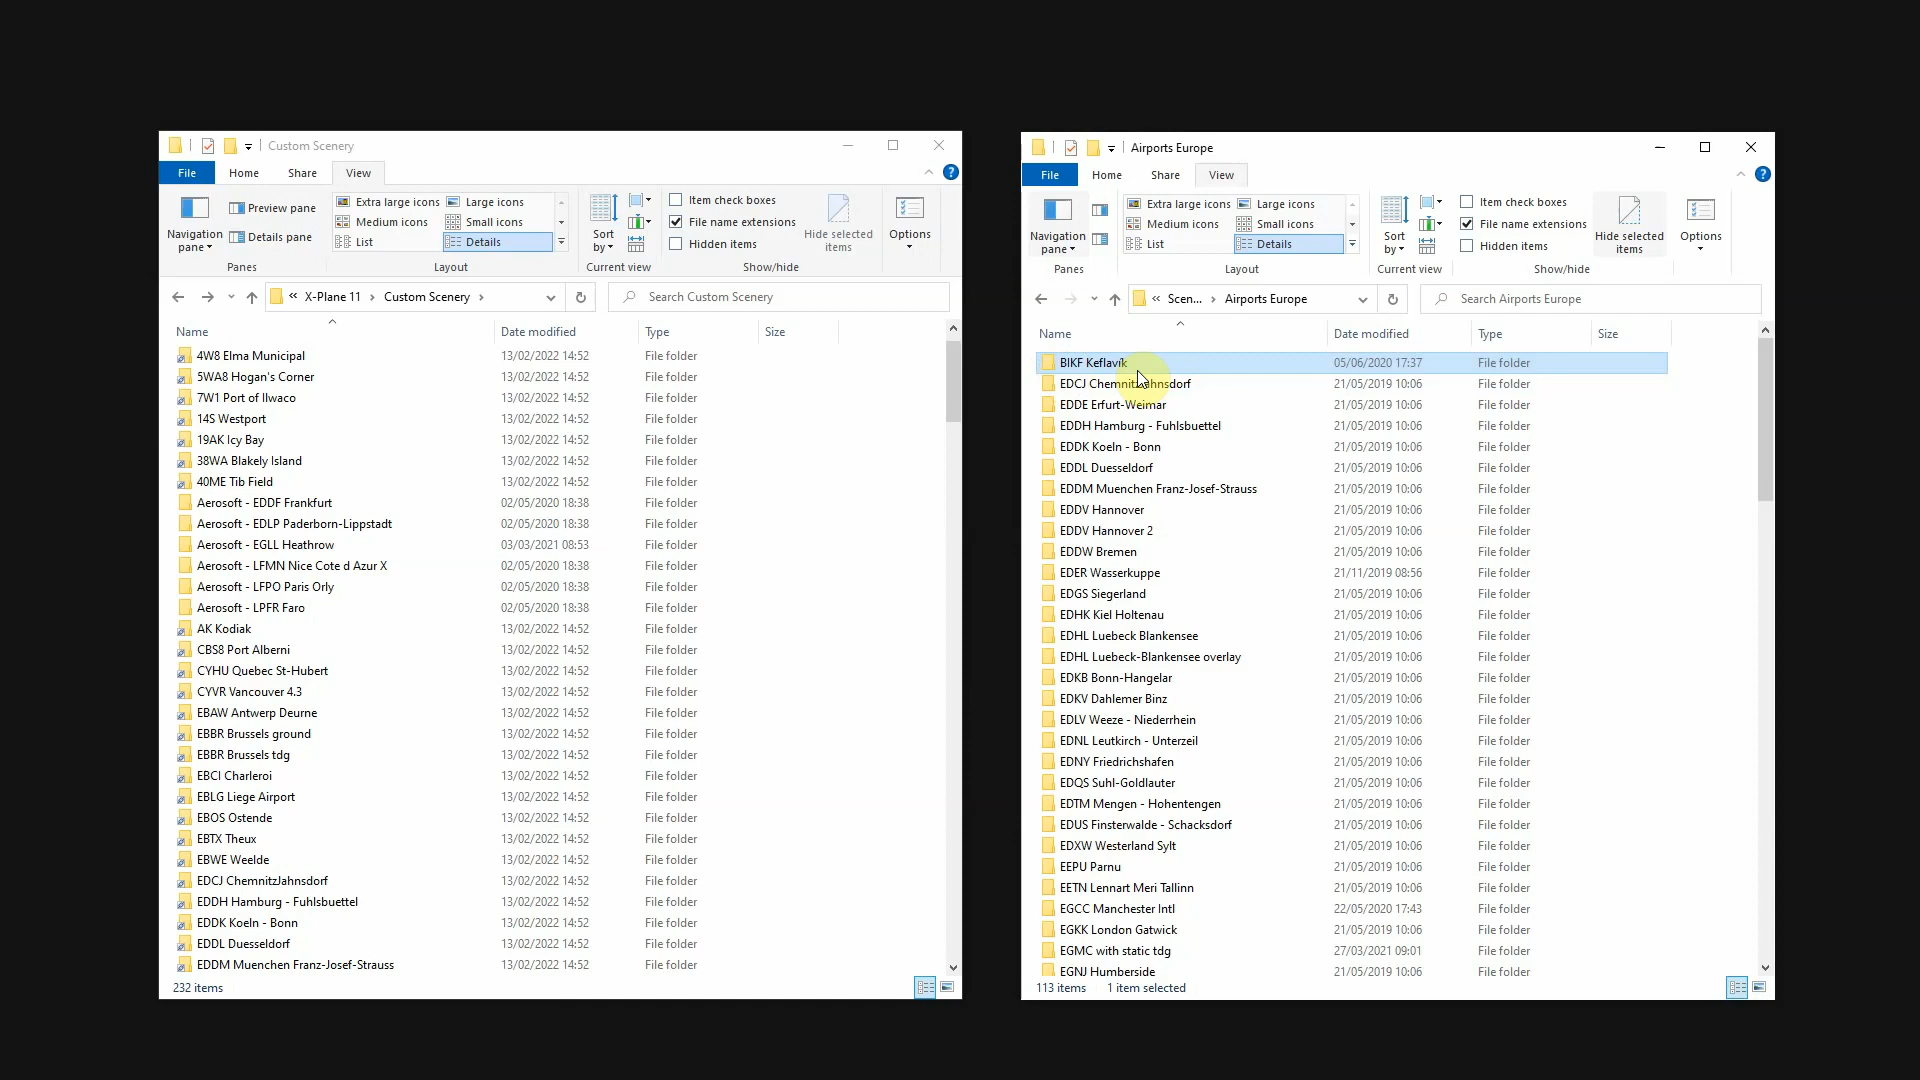 Custom Scenery
File Home Share View
Navigation pane
Preview pane
Details pane
Panes
Extra large icons Large icons
Medium icons Small icons
List Details
Layout
Sort by
Current view
Item check boxes
File name extensions
Hidden items
Hide selected items
Show/hide
Options
« X-Plane 11 › Custom Scenery ›
Search Custom Scenery
Name Date modified Type Size
4W8 Elma Municipal 13/02/2022 14:52 File folder
5WA8 Hogan's Corner 13/02/2022 14:52 File folder
7W1 Port of Ilwaco 13/02/2022 14:52 File folder
14S Westport 13/02/2022 14:52 File folder
19AK Icy Bay 13/02/2022 14:52 File folder
38WA Blakely Island 13/02/2022 14:52 File folder
40ME Tib Field 13/02/2022 14:52 File folder
Aerosoft - EDDF Frankfurt 02/05/2020 18:38 File folder
Aerosoft - EDLP Paderborn-Lippstadt 02/05/2020 18:38 File folder
Aerosoft - EGLL Heathrow 03/03/2021 08:53 File folder
Aerosoft - LFMN Nice Cote d Azur X 02/05/2020 18:38 File folder
Aerosoft - LFPO Paris Orly 02/05/2020 18:38 File folder
Aerosoft - LPFR Faro 02/05/2020 18:38 File folder
AK Kodiak 13/02/2022 14:52 File folder
CBS8 Port Alberni 13/02/2022 14:52 File folder
CYHU Quebec St-Hubert 13/02/2022 14:52 File folder
CYVR Vancouver 4.3 13/02/2022 14:52 File folder
EBAW Antwerp Deurne 13/02/2022 14:52 File folder
EBBR Brussels ground 13/02/2022 14:52 File folder
EBBR Brussels tdg 13/02/2022 14:52 File folder
EBCI Charleroi 13/02/2022 14:52 File folder
EBLG Liege Airport 13/02/2022 14:52 File folder
EBOS Ostende 13/02/2022 14:52 File folder
EBTX Theux 13/02/2022 14:52 File folder
EBWE Weelde 13/02/2022 14:52 File folder
EDCJ ChemnitzJahnsdorf 13/02/2022 14:52 File folder
EDDH Hamburg - Fuhlsbuettel 13/02/2022 14:52 File folder
EDDK Koeln - Bonn 13/02/2022 14:52 File folder
EDDL Duesseldorf 13/02/2022 14:52 File folder
EDDM Muenchen Franz-Josef-Strauss 13/02/2022 14:52 File folder
232 items
Airports Europe
File Home Share View
Navigation pane
Panes
Extra large icons Large icons
Medium icons Small icons
List Details
Layout
Sort by
Current view
Item check boxes
File name extensions
Hidden items
Hide selected items
Show/hide
Options
« Scen... › Airports Europe
Search Airports Europe
Name Date modified Type Size
BIKF Keflavik 05/06/2020 17:37 File folder
EDCJ ChemnitzJahnsdorf 21/05/2019 10:06 File folder
EDDE Erfurt-Weimar 21/05/2019 10:06 File folder
EDDH Hamburg - Fuhlsbuettel 21/05/2019 10:06 File folder
EDDK Koeln - Bonn 21/05/2019 10:06 File folder
EDDL Duesseldorf 21/05/2019 10:06 File folder
EDDM Muenchen Franz-Josef-Strauss 21/05/2019 10:06 File folder
EDDV Hannover 21/05/2019 10:06 File folder
EDDV Hannover 2 21/05/2019 10:06 File folder
EDDW Bremen 21/05/2019 10:06 File folder
EDER Wasserkuppe 21/11/2019 08:56 File folder
EDGS Siegerland 21/05/2019 10:06 File folder
EDHK Kiel Holtenau 21/05/2019 10:06 File folder
EDHL Luebeck Blankensee 21/05/2019 10:06 File folder
EDHL Luebeck-Blankensee overlay 21/05/2019 10:06 File folder
EDKB Bonn-Hangelar 21/05/2019 10:06 File folder
EDKV Dahlemer Binz 21/05/2019 10:06 File folder
EDLV Weeze - Niederrhein 21/05/2019 10:06 File folder
EDNL Leutkirch - Unterzeil 21/05/2019 10:06 File folder
EDNY Friedrichshafen 21/05/2019 10:06 File folder
EDQS Suhl-Goldlauter 21/05/2019 10:06 File folder
EDTM Mengen - Hohentengen 21/05/2019 10:06 File folder
EDUS Finsterwalde - Schacksdorf 21/05/2019 10:06 File folder
EDXW Westerland Sylt 21/05/2019 10:06 File folder
EEPU Parnu 21/05/2019 10:06 File folder
EETN Lennart Meri Tallinn 21/05/2019 10:06 File folder
EGCC Manchester Intl 22/05/2020 17:43 File folder
EGKK London Gatwick 21/05/2019 10:06 File folder
EGMC with static tdg 27/03/2021 09:01 File folder
EGNJ Humberside 21/05/2019 10:06 File folder
113 items 1 item selected